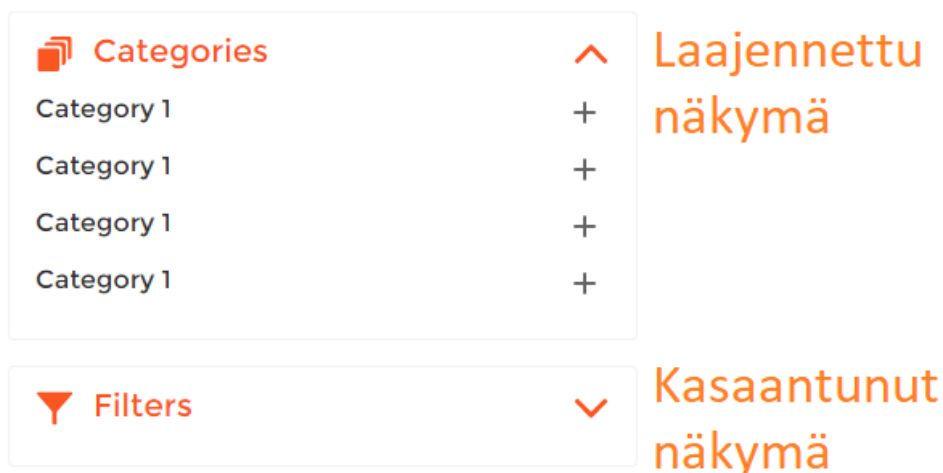 Categories
Category 1
Category 1
Category 1
Category 1
Laajennettu
näkymä
Filters
Kasaantunut
näkymä